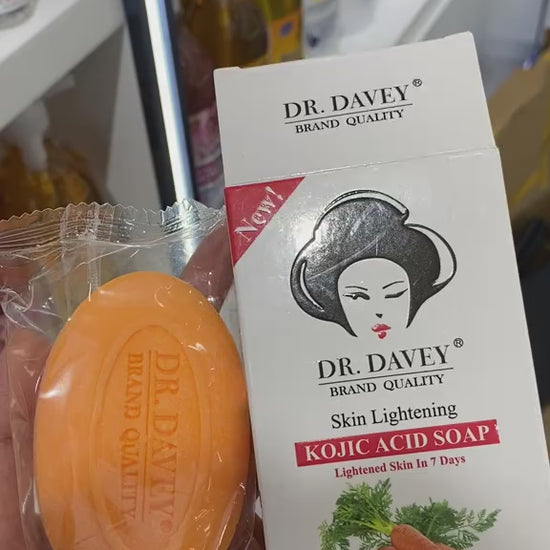 DR. DAVEY®
BRAND QUALITY
New!
DR. DAVEY®
BRAND QUALITY
Skin Lightening
KOJIC ACID SOAP
Lightened Skin In 7 Days
DR. DAVEY®
BRAND QUALITY